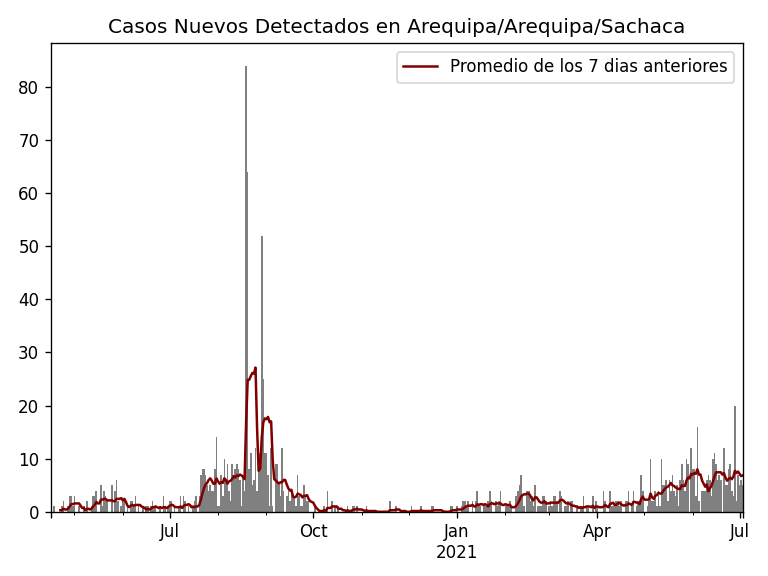 Casos Nuevos Detectados en Arequipa/Arequipa/Sachaca
Promedio de los 7 dias anteriores
80
70
60
50
40
30
20
10
0
Jul
Oct
Jan
2021
Apr
Jul